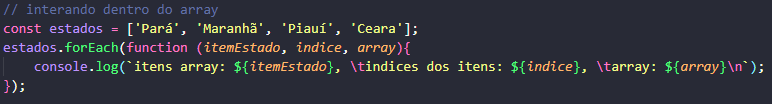 // interando dentro do array
const estados = ['Pará', 'Maranhã', 'Piauí', 'Ceara'];
estados.forEach(function (itemEstado, indice, array){
    console.log(`itens array: ${itemEstado}, \tindices dos itens: ${indice}, \tarray: ${array}\n`);
});